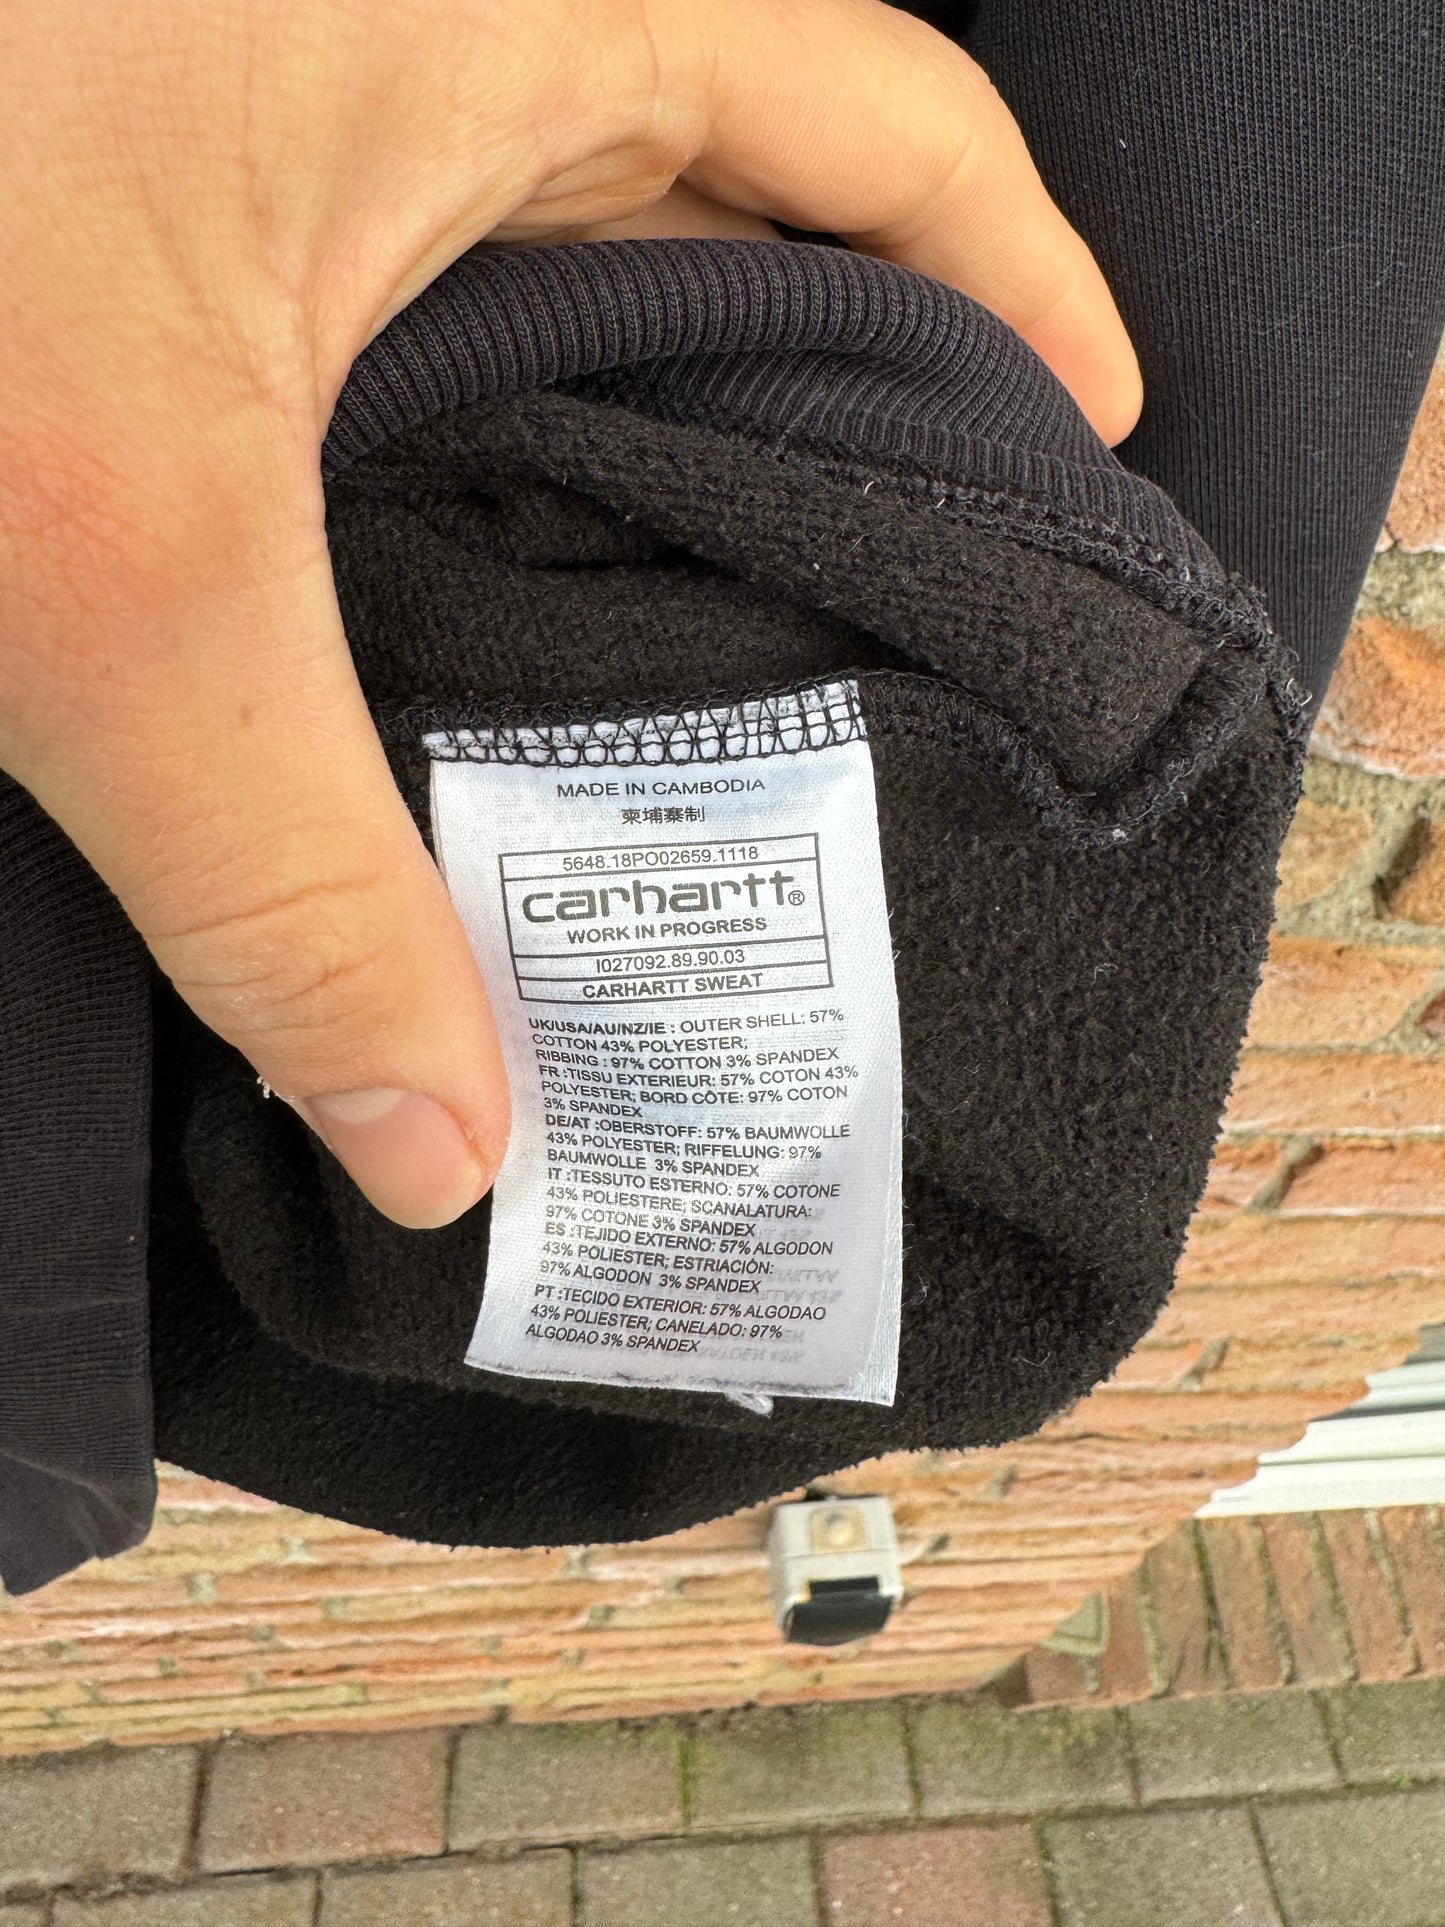 MADE IN CAMBODIA
柬埔寨制
5648.18PO02659.1118
carhartt®
WORK IN PROGRESS
I027092.89.90.03
CARHARTT SWEAT
UK/USA/AU/NZ/IE : OUTER SHELL: 57%
COTTON 43% POLYESTER;
RIBBING : 97% COTTON 3% SPANDEX
FR :TISSU EXTERIEUR: 57% COTON 43%
POLYESTER; BORD CÔTE: 97% COTON
3% SPANDEX
DE/AT :OBERSTOFF: 57% BAUMWOLLE
43% POLYESTER; RIFFELUNG: 97%
BAUMWOLLE 3% SPANDEX
IT :TESSUTO ESTERNO: 57% COTONE
43% POLIESTERE; SCANALATURA:
97% COTONE 3% SPANDEX
ES :TEJIDO EXTERNO: 57% ALGODON
43% POLIESTER; ESTRIACIÒN:
97% ALGODON 3% SPANDEX
PT :TECIDO EXTERIOR: 57% ALGODAO
43% POLIESTER; CANELADO: 97%
ALGODAO 3% SPANDEX